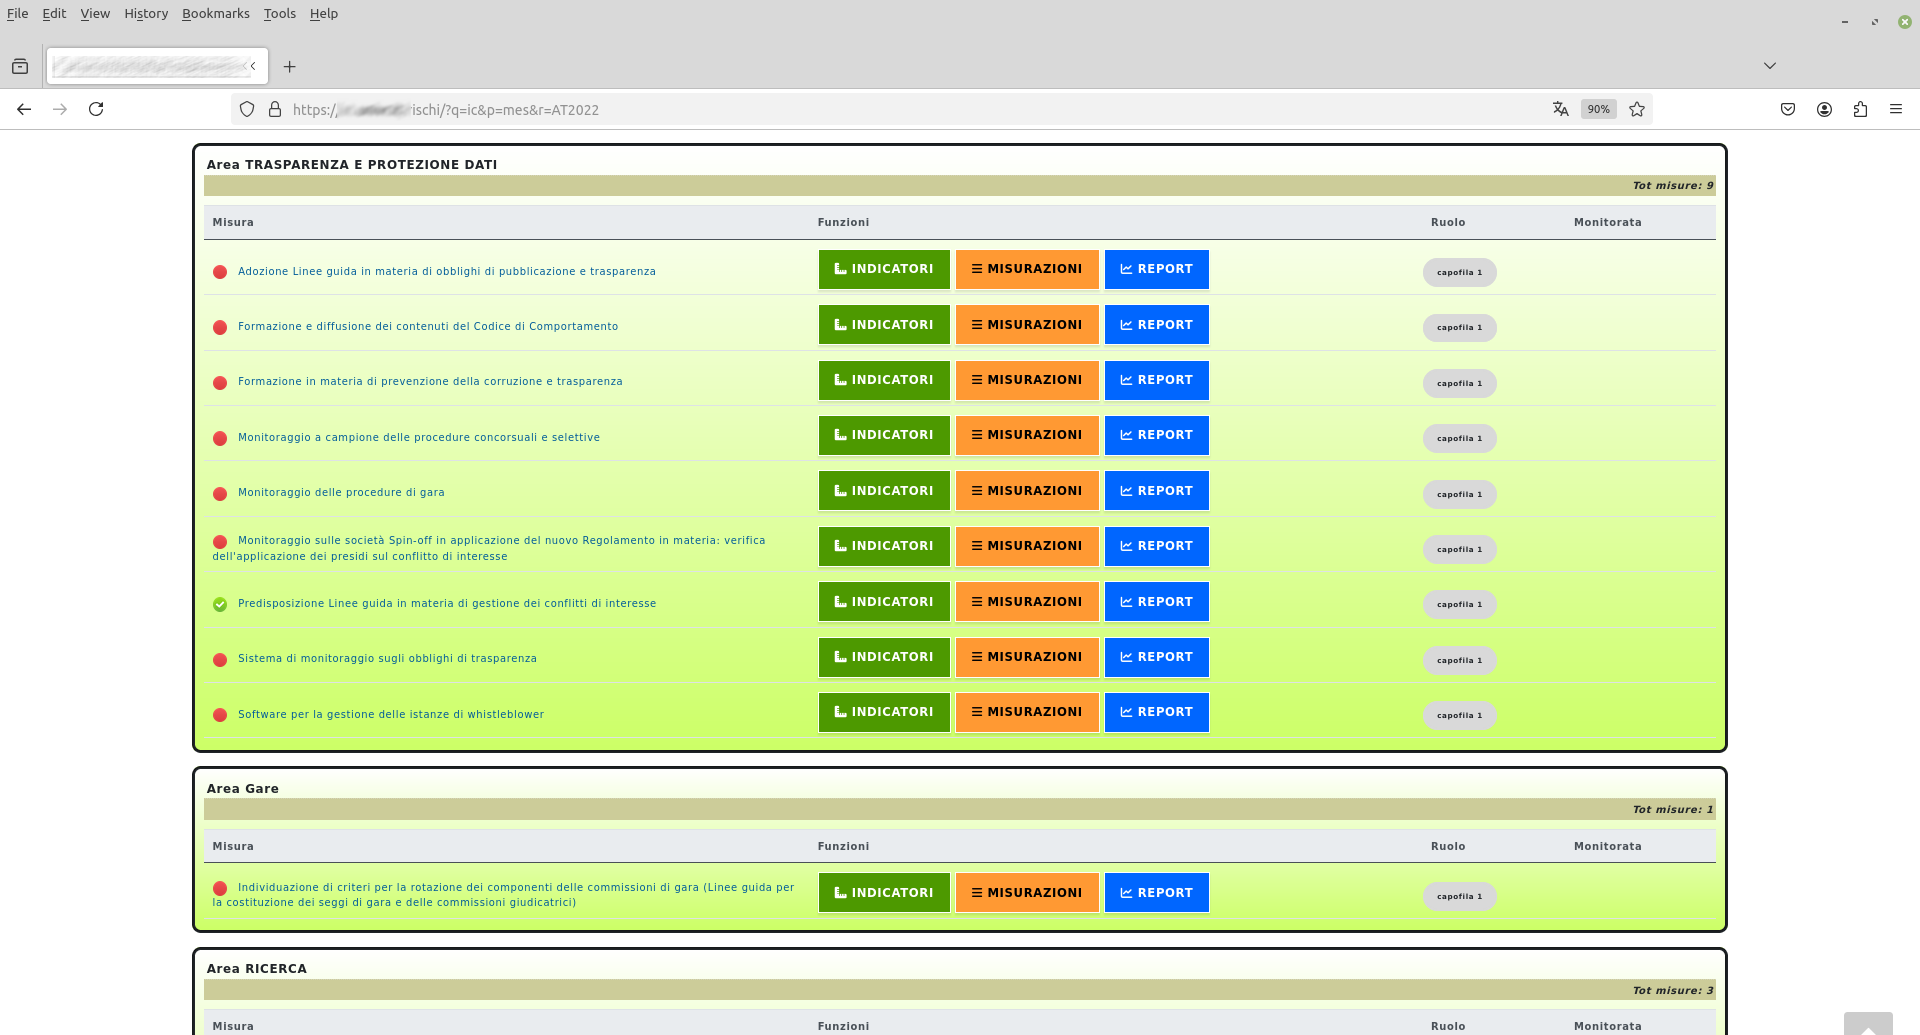 File Edit View History Bookmarks Tools Help
https:/ rischi/?q=ic&p=mes&r=AT2022 90%
Area TRASPARENZA E PROTEZIONE DATI
Tot misure: 9
Misura Funzioni Ruolo Monitorata
Adozione Linee guida in materia di obblighi di pubblicazione e trasparenza INDICATORI MISURAZIONI REPORT capofila 1
Formazione e diffusione dei contenuti del Codice di Comportamento INDICATORI MISURAZIONI REPORT capofila 1
Formazione in materia di prevenzione della corruzione e trasparenza INDICATORI MISURAZIONI REPORT capofila 1
Monitoraggio a campione delle procedure concorsuali e selettive INDICATORI MISURAZIONI REPORT capofila 1
Monitoraggio delle procedure di gara INDICATORI MISURAZIONI REPORT capofila 1
Monitoraggio sulle società Spin-off in applicazione del nuovo Regolamento in materia: verifica
dell'applicazione dei presidi sul conflitto di interesse INDICATORI MISURAZIONI REPORT capofila 1
Predisposizione Linee guida in materia di gestione dei conflitti di interesse INDICATORI MISURAZIONI REPORT capofila 1
Sistema di monitoraggio sugli obblighi di trasparenza INDICATORI MISURAZIONI REPORT capofila 1
Software per la gestione delle istanze di whistleblower INDICATORI MISURAZIONI REPORT capofila 1
Area Gare
Tot misure: 1
Misura Funzioni Ruolo Monitorata
Individuazione di criteri per la rotazione dei componenti delle commissioni di gara (Linee guida per
la costituzione dei seggi di gara e delle commissioni giudicatrici) INDICATORI MISURAZIONI REPORT capofila 1
Area RICERCA
Tot misure: 3
Misura Funzioni Ruolo Monitorata